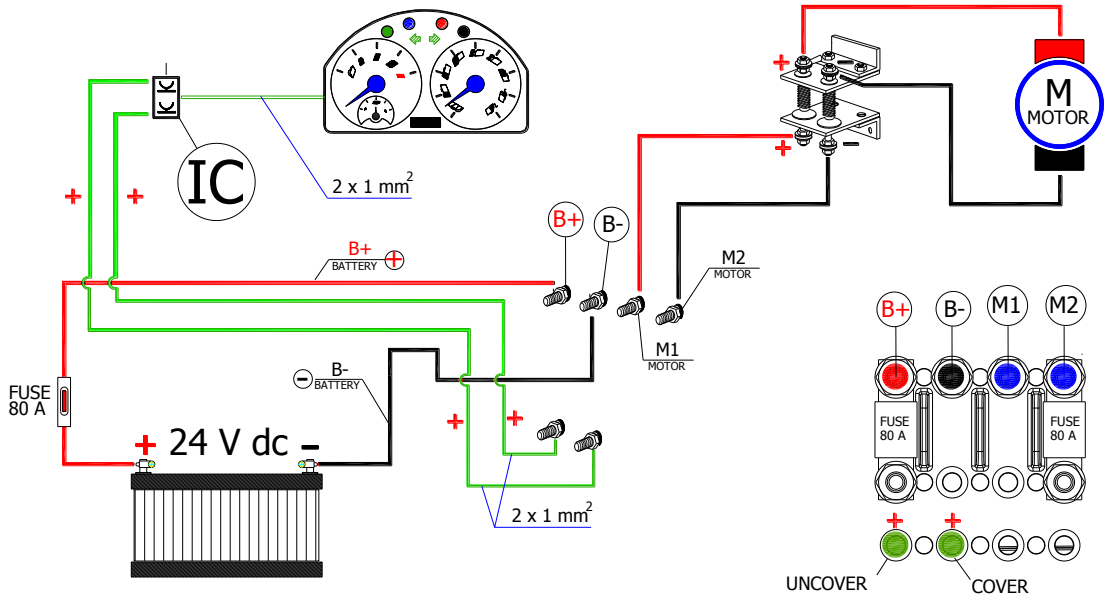 IC
2 x 1 mm²
+
+
B+
BATTERY
+
B-
BATTERY
-
FUSE
80 A
+ 24 V dc -
B+
B-
M2
MOTOR
M1
MOTOR
+
-
+
-
M
MOTOR
+
+
2 x 1 mm²
B+ B- M1 M2
FUSE
80 A
FUSE
80 A
+ +
UNCOVER COVER